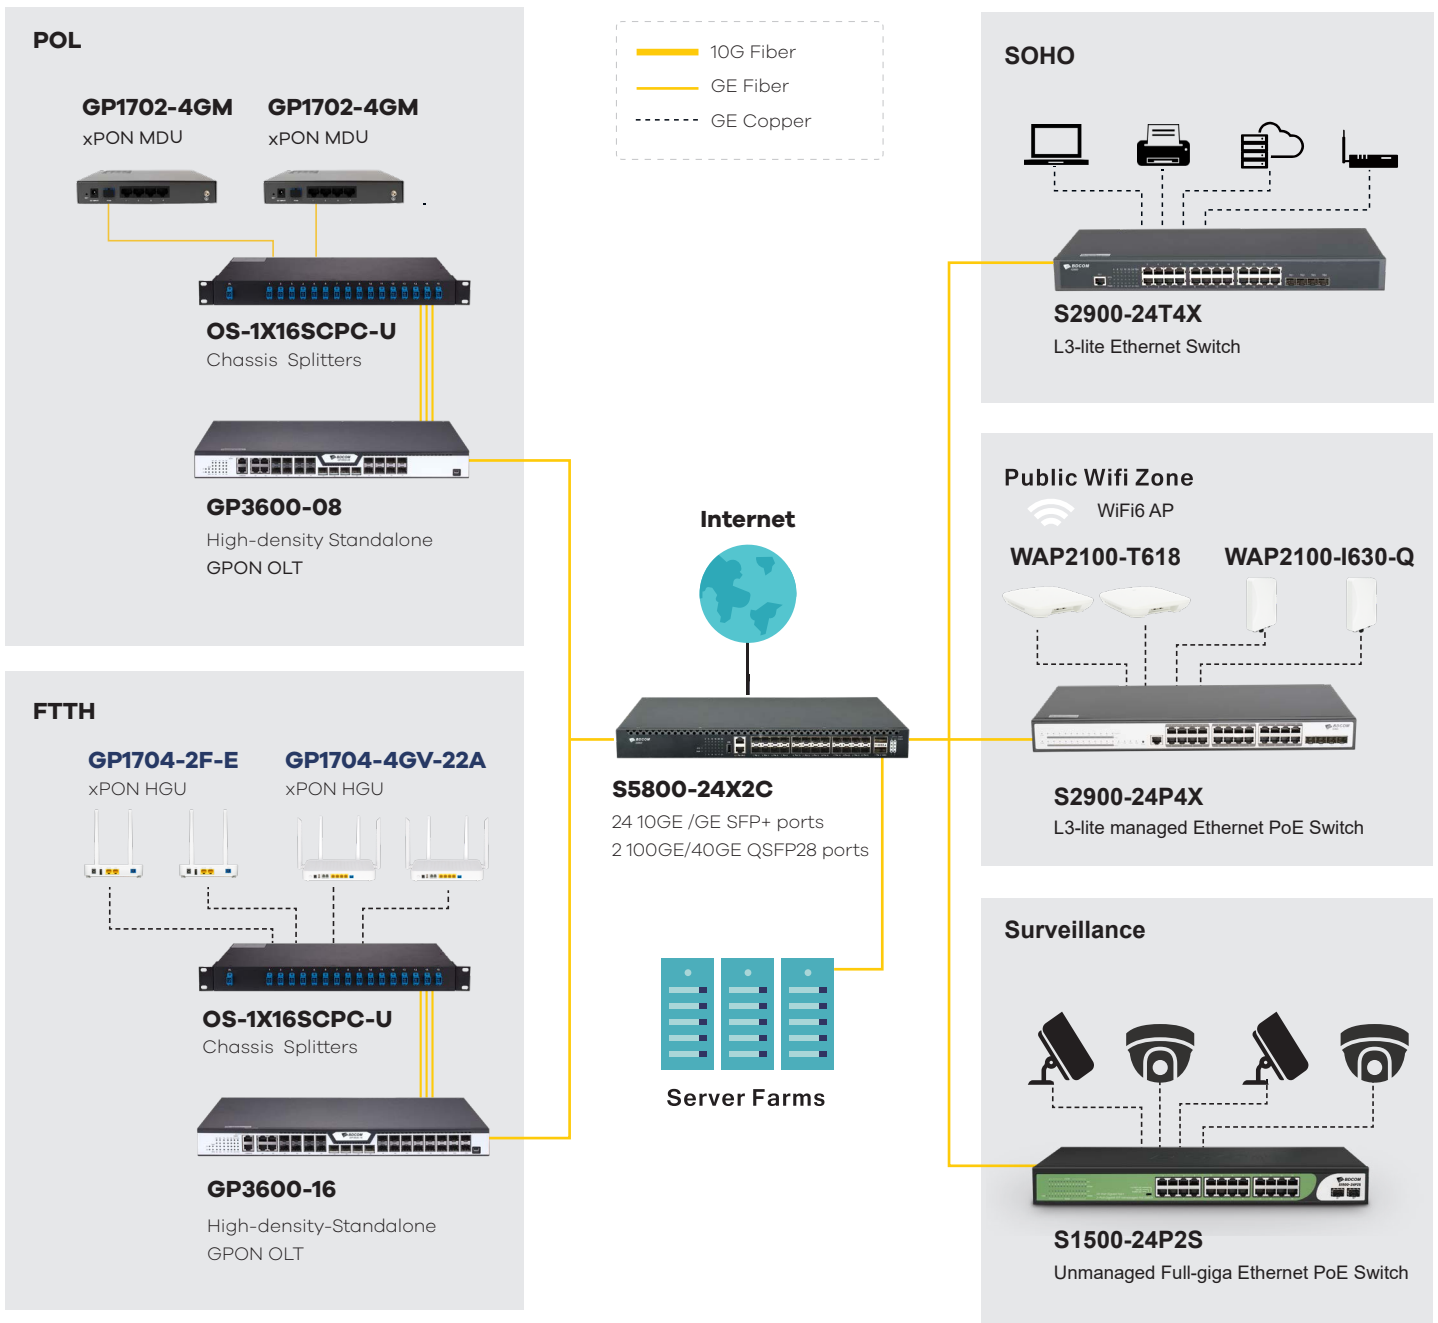 POL
GP1702-4GM
xPON MDU
GP1702-4GM
xPON MDU
OS-1X16SCPC-U
Chassis Splitters
GP3600-08
High-density Standalone
GPON OLT
FTTH
GP1704-2F-E
xPON HGU
GP1704-4GV-22A
xPON HGU
OS-1X16SCPC-U
Chassis Splitters
GP3600-16
High-density-Standalone
GPON OLT
10G Fiber
GE Fiber
GE Copper
Internet
BDCOM
S5800-24X2C
24 10GE /GE SFP+ ports
2 100GE/40GE QSFP28 ports
Server Farms
SOHO
BDCOM
S2900-24T4X
L3-lite Ethernet Switch
Public Wifi Zone
WiFi6 AP
WAP2100-T618
WAP2100-I630-Q
BDCOM
S2900-24P4X
L3-lite managed Ethernet PoE Switch
Surveillance
BDCOM
S1500-24P2S
Unmanaged Full-giga Ethernet PoE Switch